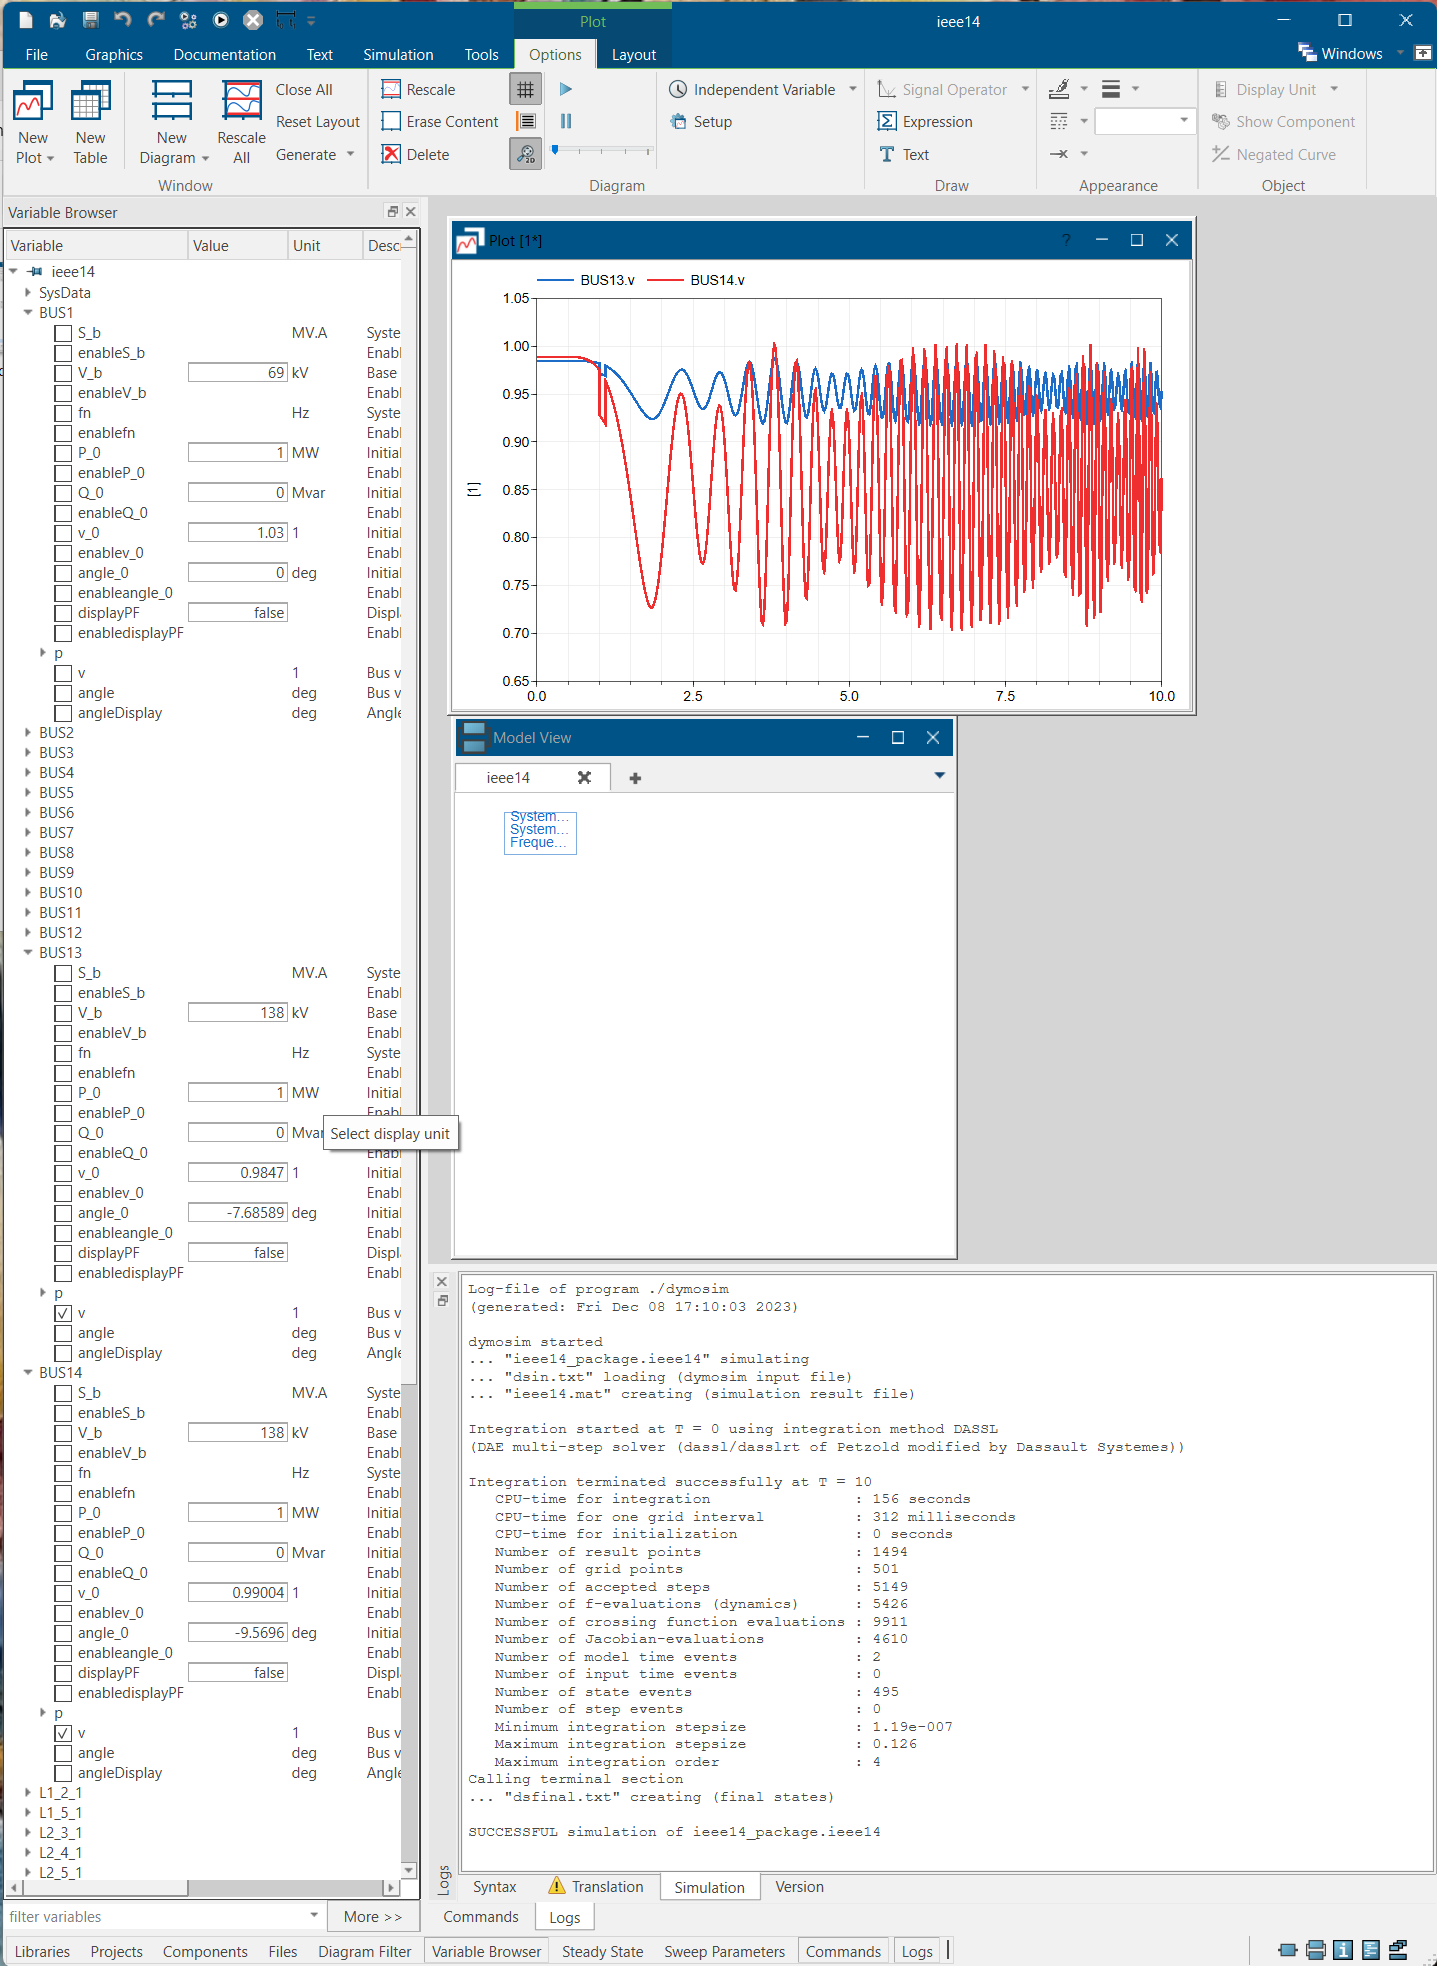 Plot
ieee14
File Graphics Documentation Text Simulation Tools Options Layout Windows
New Plot
New Table
New Diagram
Rescale All
Close All
Reset Layout
Generate
Window
Rescale
Erase Content
Delete
Diagram
Independent Variable
Setup
Signal Operator
Expression
Text
Draw
Appearance
Display Unit
Show Component
Negated Curve
Object
Variable Browser
Variable Value Unit Desc
ieee14
SysData
BUS1
S_b MV.A Syste
enableS_b Enabl
V_b 69 kV Base
enableV_b Enabl
fn Hz Syste
enablefn Enabl
P_0 1 MW Initial
enableP_0 Enabl
Q_0 0 Mvar Initial
enableQ_0 Enabl
v_0 1.03 1 Initial
enablev_0 Enabl
angle_0 0 deg Initial
enableangle_0 Enabl
displayPF false Displ
enabledisplayPF Enabl
p
v 1 Bus v
angle deg Bus v
angleDisplay deg Angle
BUS2
BUS3
BUS4
BUS5
BUS6
BUS7
BUS8
BUS9
BUS10
BUS11
BUS12
BUS13
S_b MV.A Syste
enableS_b Enabl
V_b 138 kV Base
enableV_b Enabl
fn Hz Syste
enablefn Enabl
P_0 1 MW Initial
enableP_0 Enabl
Q_0 0 Mvar Select display unit
enableQ_0 Enabl
v_0 0.9847 1 Initial
enablev_0 Enabl
angle_0 -7.68589 deg Initial
enableangle_0 Enabl
displayPF false Displ
enabledisplayPF Enabl
p
v 1 Bus v
angle deg Bus v
angleDisplay deg Angle
BUS14
S_b MV.A Syste
enableS_b Enabl
V_b 138 kV Base
enableV_b Enabl
fn Hz Syste
enablefn Enabl
P_0 1 MW Initial
enableP_0 Enabl
Q_0 0 Mvar Initial
enableQ_0 Enabl
v_0 0.99004 1 Initial
enablev_0 Enabl
angle_0 -9.5696 deg Initial
enableangle_0 Enabl
displayPF false Displ
enabledisplayPF Enabl
p
v 1 Bus v
angle deg Bus v
angleDisplay deg Angle
L1_2_1
L1_5_1
L2_3_1
L2_4_1
L2_5_1
filter variables More >>
Plot [1*] ?
BUS13.v BUS14.v
1.05
1.00
0.95
0.90
0.85
0.80
0.75
0.70
0.65
[1]
0.0 2.5 5.0 7.5 10.0
Model View
ieee14
System...
System...
Freque...
Log-file of program ./dymosim
(generated: Fri Dec 08 17:10:03 2023)
dymosim started
... "ieee14_package.ieee14" simulating
... "dsin.txt" loading (dymosim input file)
... "ieee14.mat" creating (simulation result file)
Integration started at T = 0 using integration method DASSL
(DAE multi-step solver (dassl/dasslrt of Petzold modified by Dassault Systemes))
Integration terminated successfully at T = 10
CPU-time for integration : 156 seconds
CPU-time for one grid interval : 312 milliseconds
CPU-time for initialization : 0 seconds
Number of result points : 1494
Number of grid points : 501
Number of accepted steps : 5149
Number of f-evaluations (dynamics) : 5426
Number of crossing function evaluations : 9911
Number of Jacobian-evaluations : 4610
Number of model time events : 2
Number of input time events : 0
Number of state events : 495
Number of step events : 0
Minimum integration stepsize : 1.19e-007
Maximum integration stepsize : 0.126
Maximum integration order : 4
Calling terminal section
... "dsfinal.txt" creating (final states)
SUCCESSFUL simulation of ieee14_package.ieee14
Logs
Syntax Translation Simulation Version
Commands Logs
Libraries Projects Components Files Diagram Filter Variable Browser Steady State Sweep Parameters Commands Logs